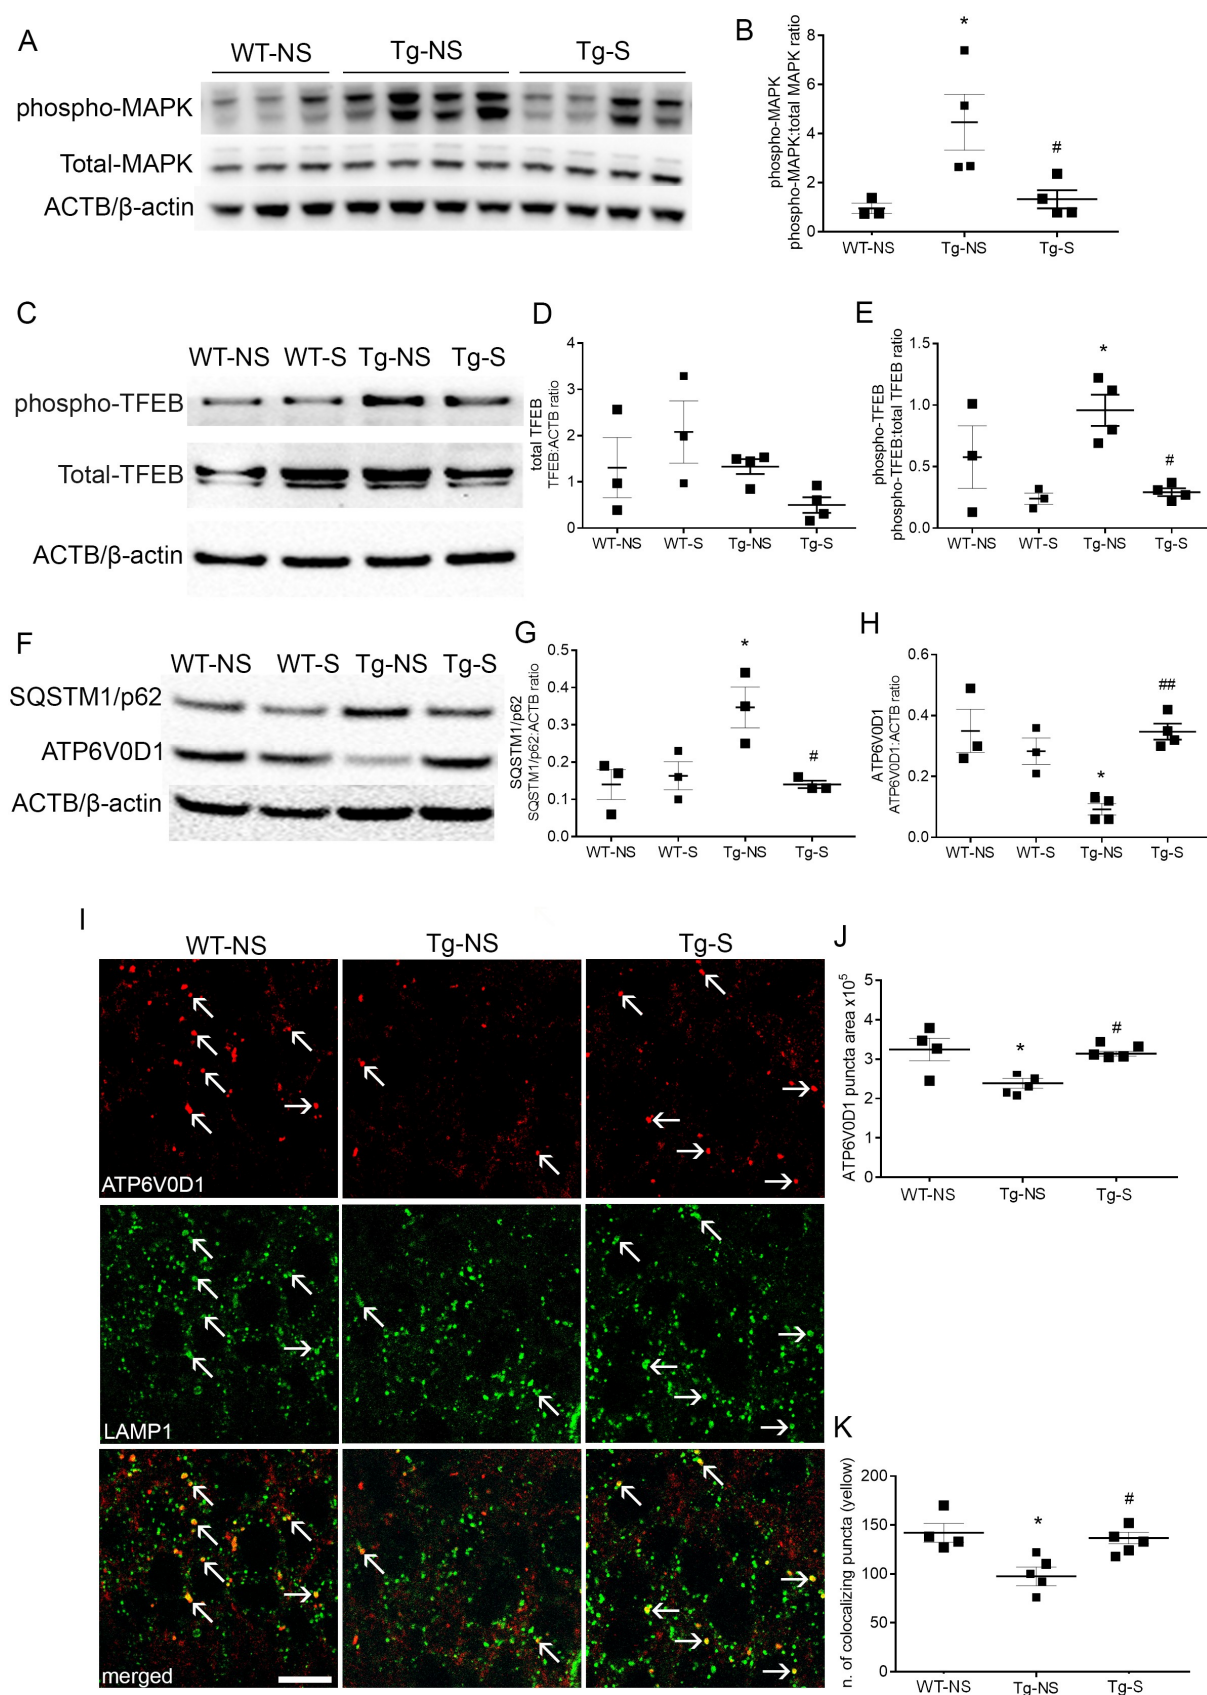 A
WT-NS Tg-NS Tg-S
phospho-MAPK
Total-MAPK
ACTB/β-actin
B
phospho-MAPK
phospho-MAPK:total MAPK ratio
8
6
4
2
0
*
#
WT-NS Tg-NS Tg-S
C
WT-NS WT-S Tg-NS Tg-S
phospho-TFEB
Total-TFEB
ACTB/β-actin
D
total TFEB
TFEB:ACTB ratio
4
3
2
1
0
WT-NS WT-S Tg-NS Tg-S
E
phospho-TFEB
phospho-TFEB:total TFEB ratio
1.5
1.0
0.5
0.0
*
#
WT-NS WT-S Tg-NS Tg-S
F
WT-NS WT-S Tg-NS Tg-S
SQSTM1/p62
ATP6V0D1
ACTB/β-actin
G
SQSTM1/p62
SQSTM1/p62:ACTB ratio
0.5
0.4
0.3
0.2
0.1
0.0
*
#
WT-NS WT-S Tg-NS Tg-S
H
ATP6V0D1
ATP6V0D1:ACTB ratio
0.6
0.4
0.2
0.0
*
##
WT-NS WT-S Tg-NS Tg-S
I
WT-NS Tg-NS Tg-S
ATP6V0D1
LAMP1
merged
J
ATP6V0D1 puncta area x10⁵
5
4
3
2
1
0
*
#
WT-NS Tg-NS Tg-S
K
n. of colocalizing puncta (yellow)
200
150
100
50
0
*
#
WT-NS Tg-NS Tg-S